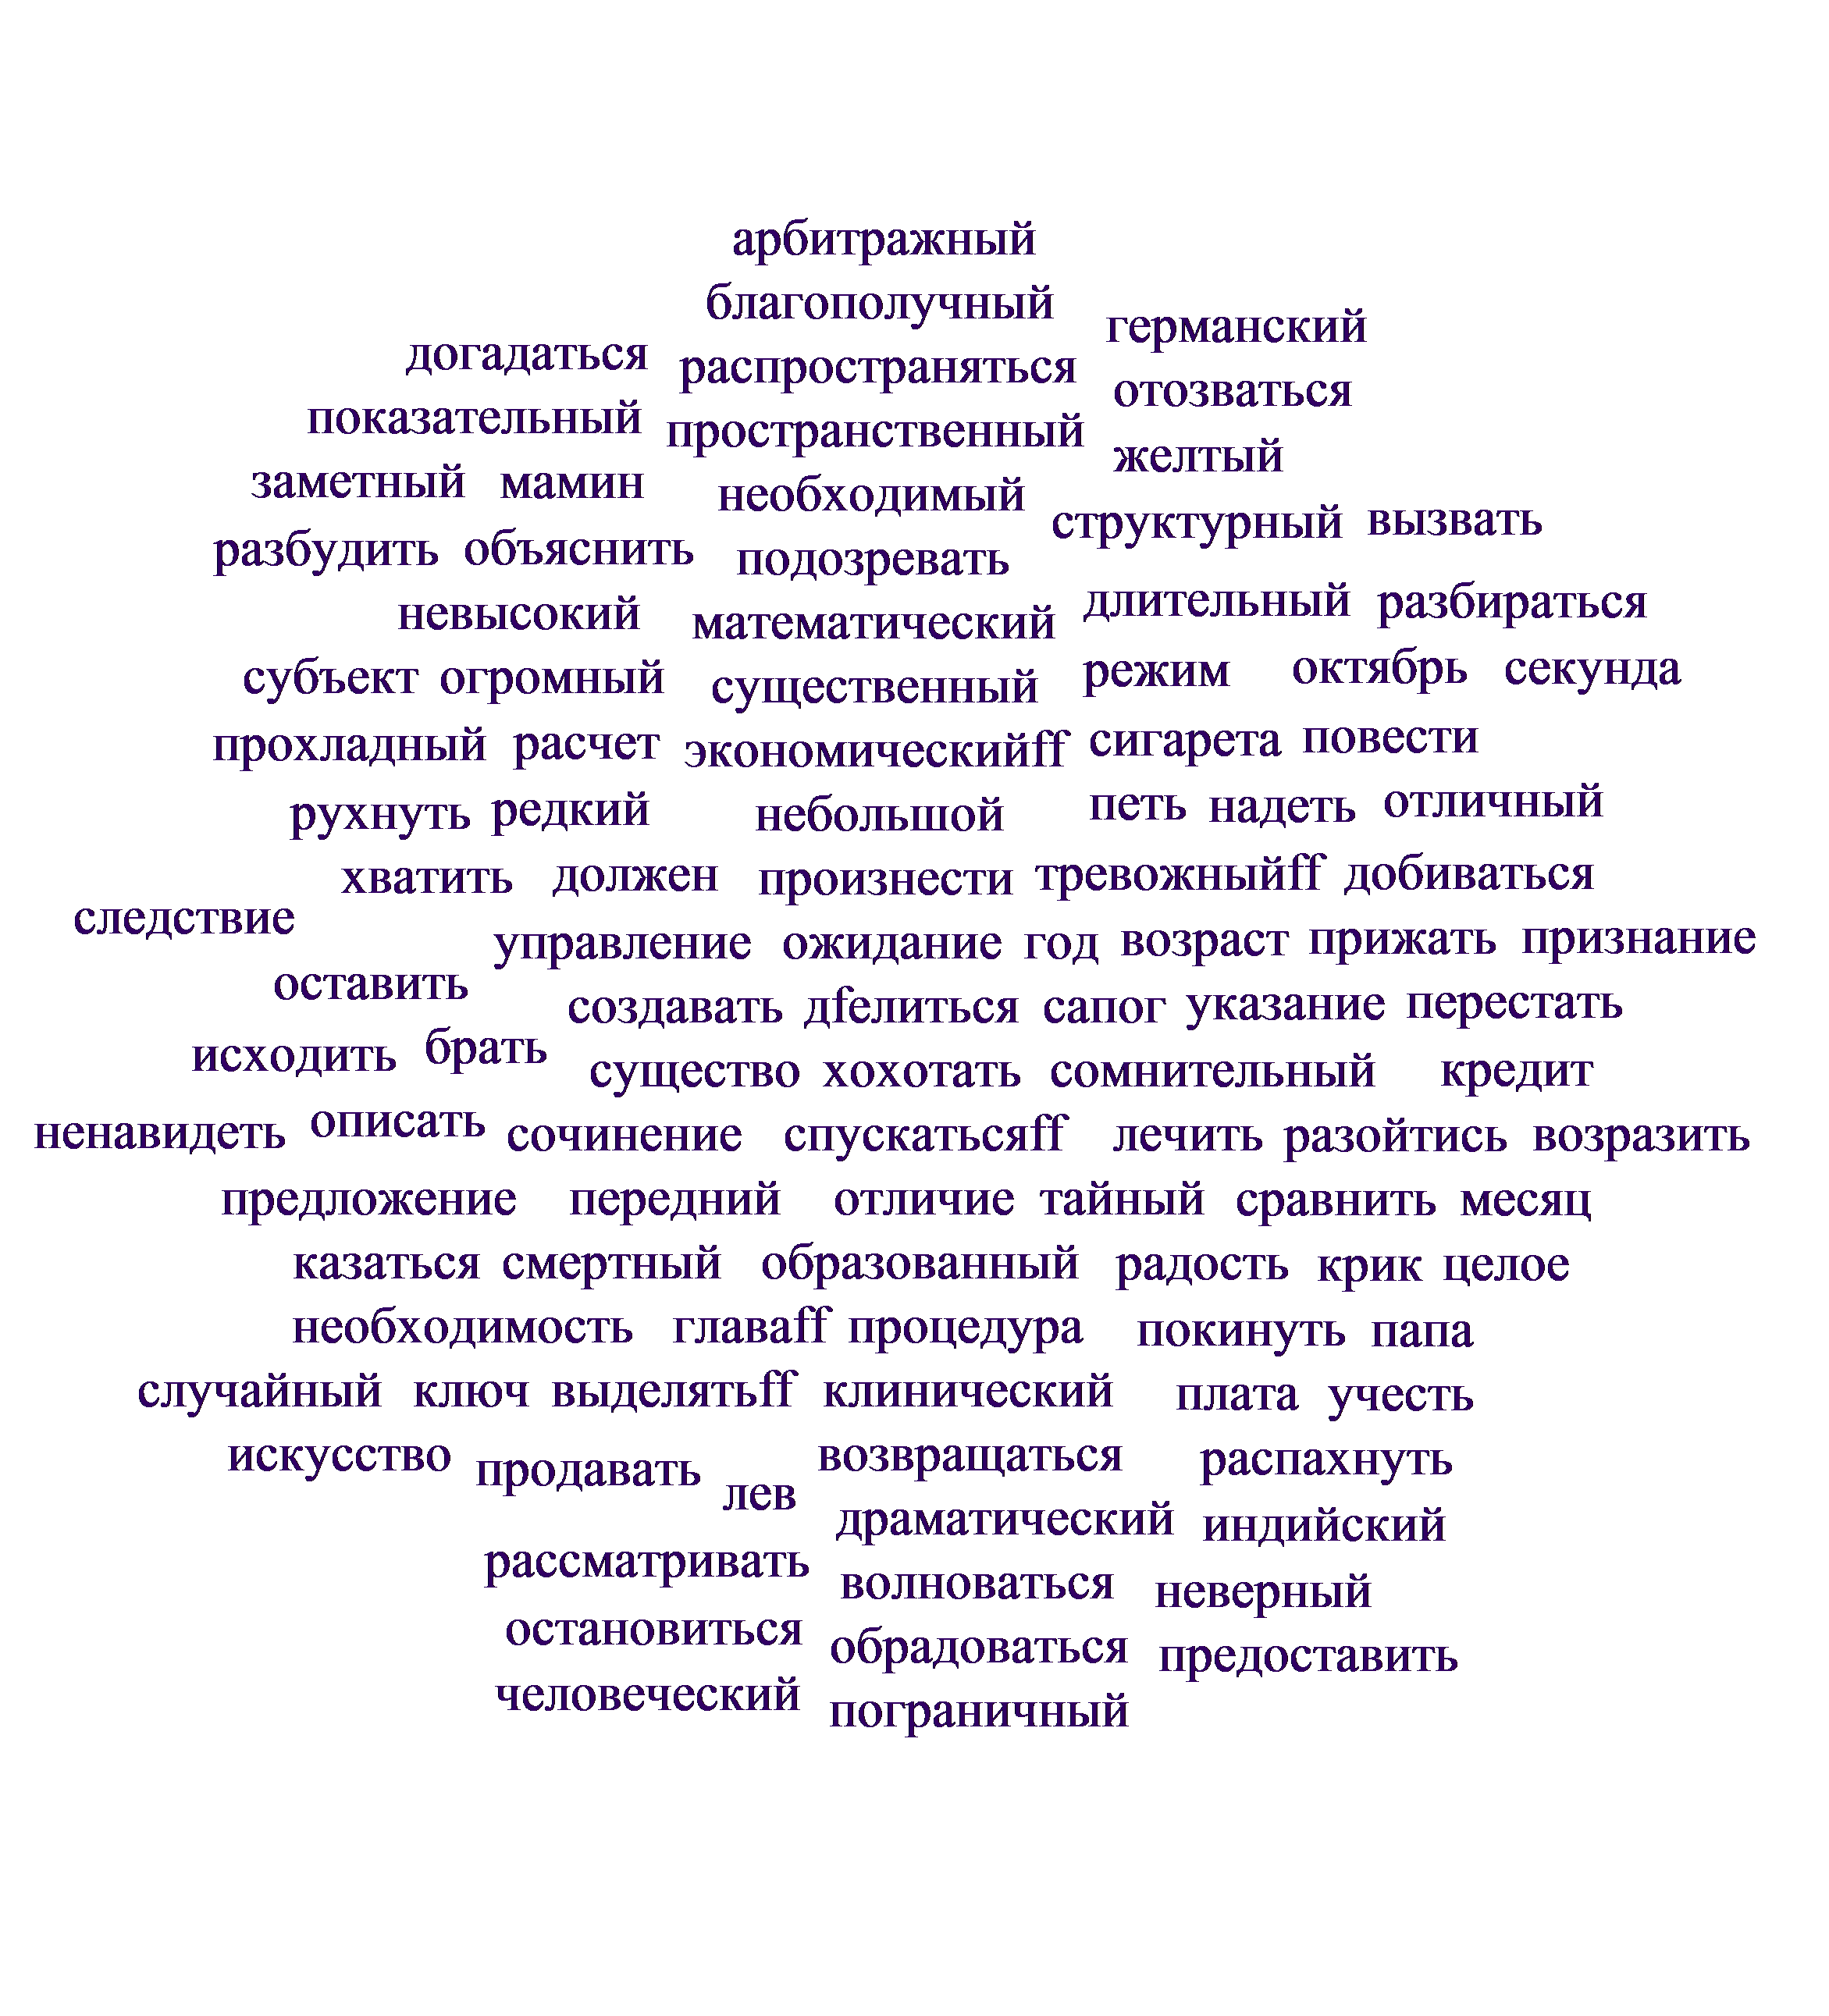 арбитражный
благополучный германский
догадаться распространяться отозваться
показательный пространственный желтый
заметный мамин необходимый структурный вызвать
разбудить объяснить подозревать
невысокий математический длительный разбираться
субъект огромный существенный режим октябрь секунда
прохладный расчет экономическийff сигарета повести
рухнуть редкий небольшой петь надеть отличный
хватить должен произнести тревожныйff добиваться
следствие управление ожидание год возраст прижать признание
оставить создавать дfелиться сапог указание перестать
исходить брать существо хохотать сомнительный кредит
ненавидеть описать сочинение спускатьсяff лечить разойтись возразить
предложение передний отличие тайный сравнить месяц
казаться смертный образованный радость крик целое
необходимость главаff процедура покинуть папа
случайный ключ выделятьff клинический плата учесть
искусство продавать лев возвращаться распахнуть
драматический индийский
рассматривать волноваться неверный
остановиться обрадоваться предоставить
человеческий пограничный